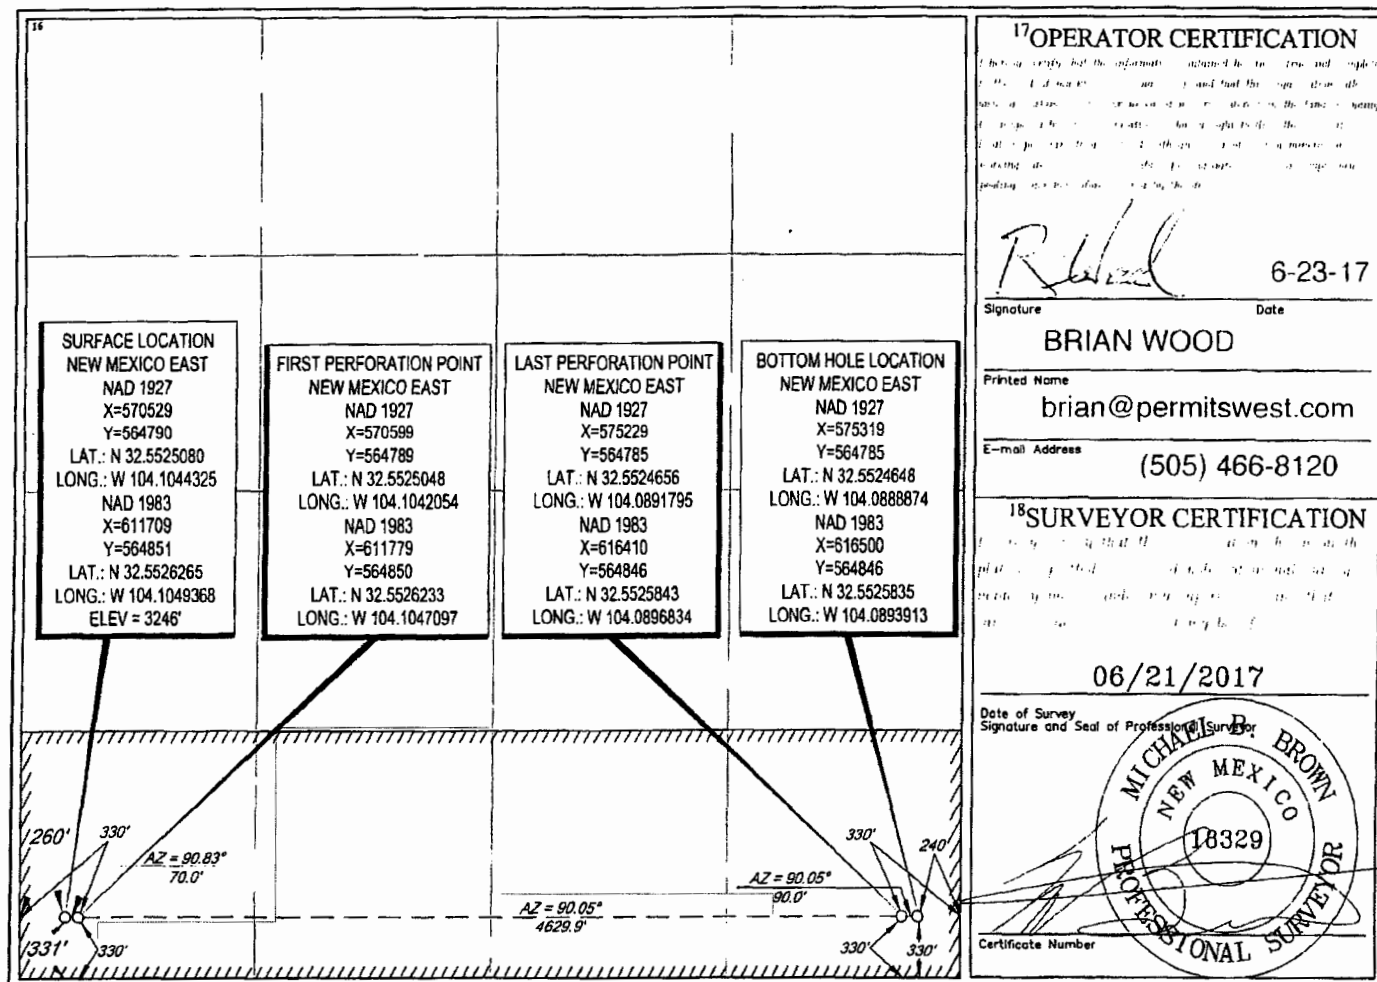 16
SURFACE LOCATION
NEW MEXICO EAST
NAD 1927
X=570529
Y=564790
LAT.: N 32.5525080
LONG.: W 104.1044325
NAD 1983
X=611709
Y=564851
LAT.: N 32.5526265
LONG.: W 104.1049368
ELEV = 3246'
FIRST PERFORATION POINT
NEW MEXICO EAST
NAD 1927
X=570599
Y=564789
LAT.: N 32.5525048
LONG.: W 104.1042054
NAD 1983
X=611779
Y=564850
LAT.: N 32.5526233
LONG.: W 104.1047097
LAST PERFORATION POINT
NEW MEXICO EAST
NAD 1927
X=575229
Y=564785
LAT.: N 32.5524656
LONG.: W 104.0891795
NAD 1983
X=616410
Y=564846
LAT.: N 32.5525843
LONG.: W 104.0896834
BOTTOM HOLE LOCATION
NEW MEXICO EAST
NAD 1927
X=575319
Y=564785
LAT.: N 32.5524648
LONG.: W 104.0888874
NAD 1983
X=616500
Y=564846
LAT.: N 32.5525835
LONG.: W 104.0893913
260'
330'
AZ = 90.83°
70.0'
331'
330'
AZ = 90.05°
4629.9'
AZ = 90.05°
90.0'
330'
240'
330'
330'
17 OPERATOR CERTIFICATION
R Wood
6-23-17
Signature Date
BRIAN WOOD
Printed Name
brian@permitswest.com
E-mail Address
(505) 466-8120
18 SURVEYOR CERTIFICATION
06/21/2017
Date of Survey
Signature and Seal of Professional Surveyor
MICHAEL B. BROWN
NEW MEXICO
18329
PROFESSIONAL SURVEYOR
Certificate Number